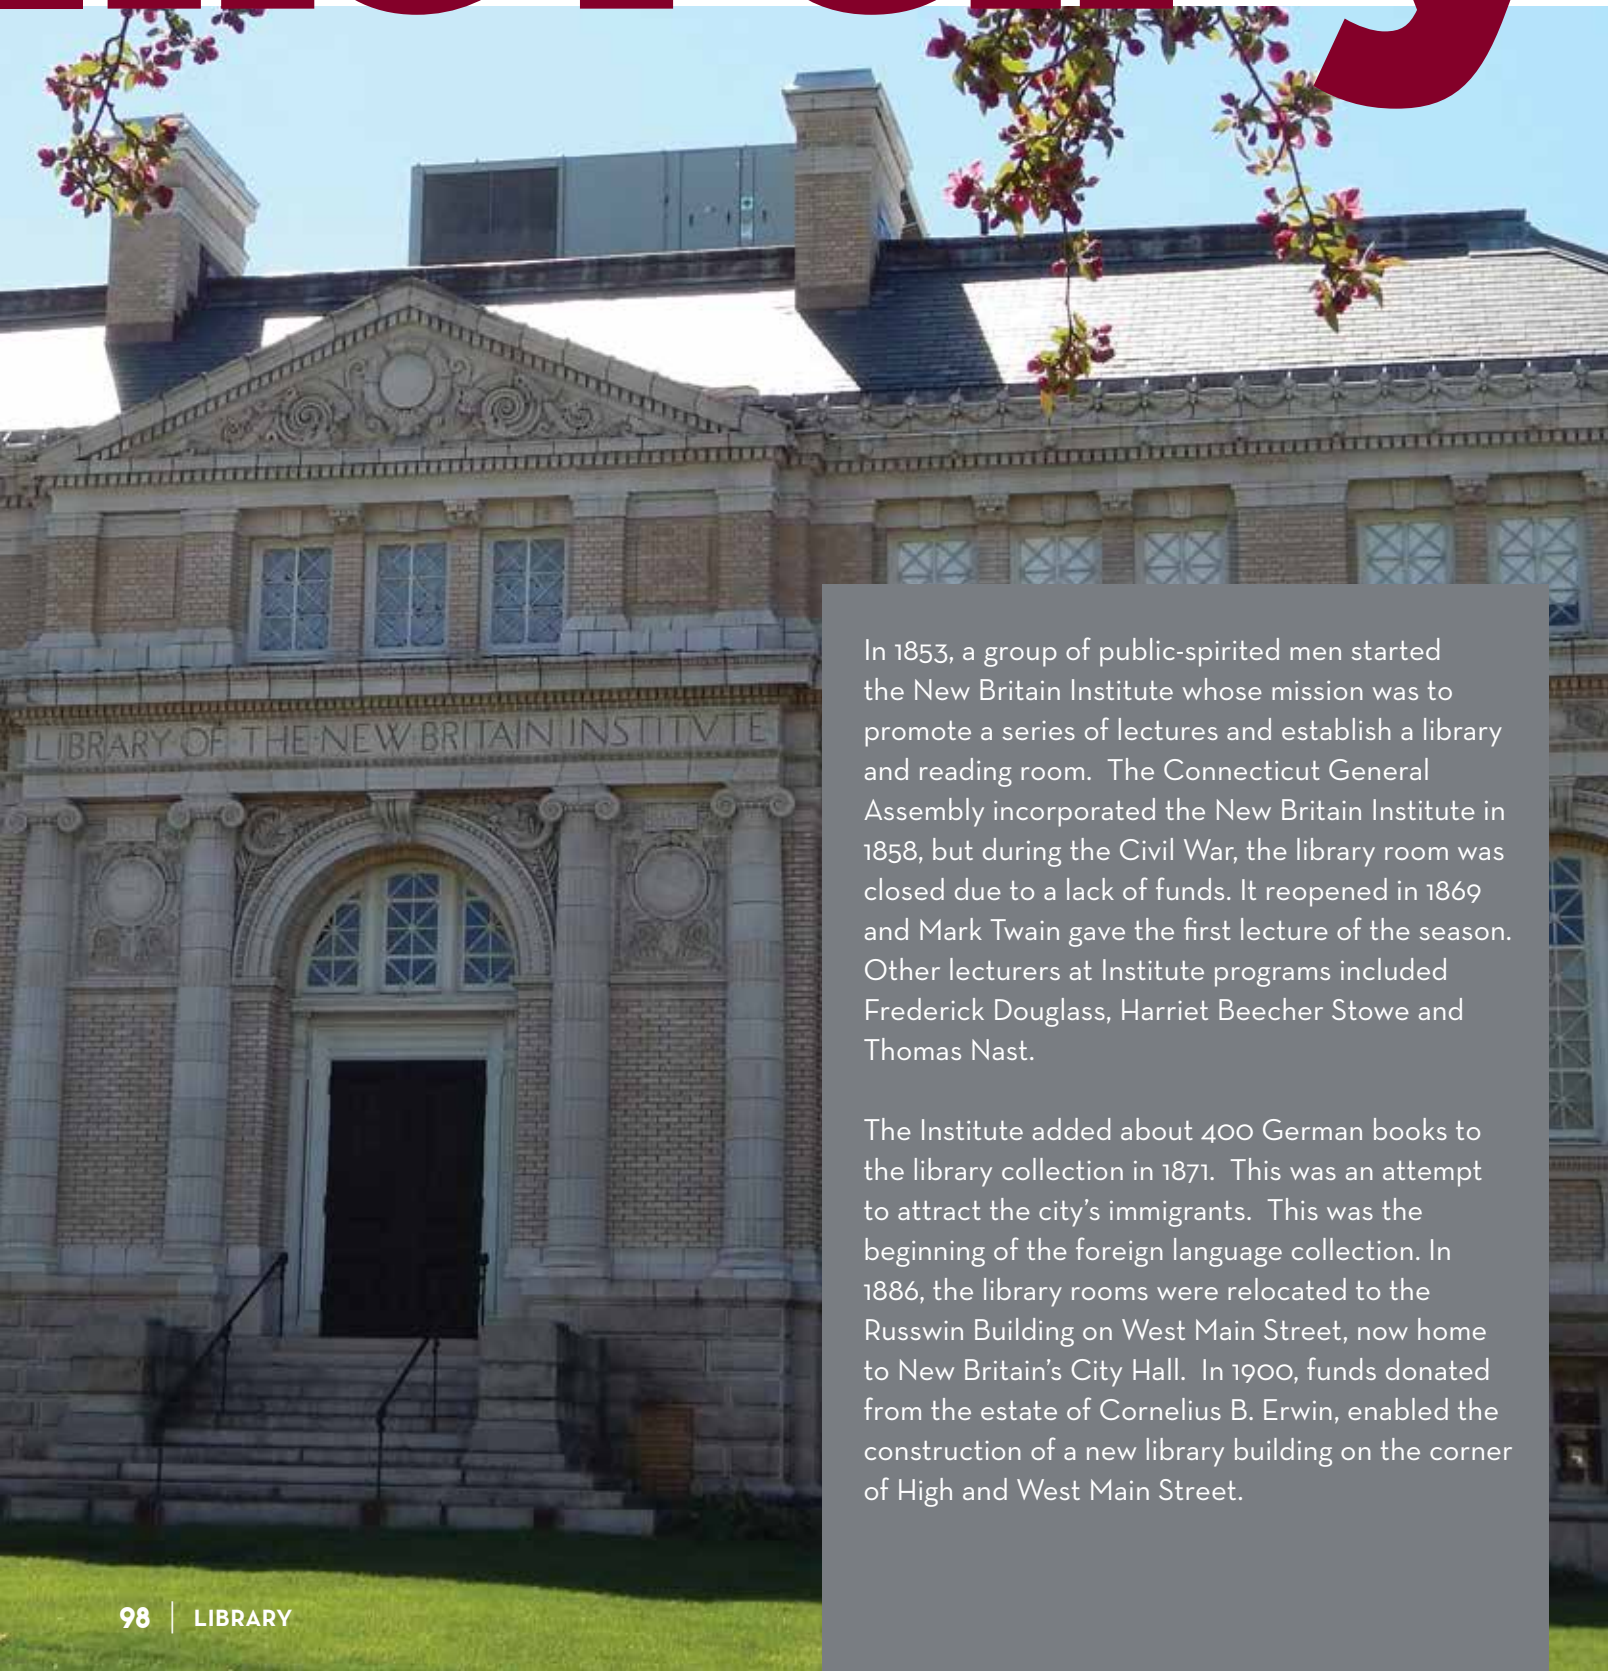 LIBRARY OF THE NEW BRITAIN INSTITVTE
In 1853, a group of public-spirited men started
the New Britain Institute whose mission was to
promote a series of lectures and establish a library
and reading room.  The Connecticut General
Assembly incorporated the New Britain Institute in
1858, but during the Civil War, the library room was
closed due to a lack of funds. It reopened in 1869
and Mark Twain gave the first lecture of the season.
Other lecturers at Institute programs included
Frederick Douglass, Harriet Beecher Stowe and
Thomas Nast.
The Institute added about 400 German books to
the library collection in 1871.  This was an attempt
to attract the city's immigrants.  This was the
beginning of the foreign language collection. In
1886, the library rooms were relocated to the
Russwin Building on West Main Street, now home
to New Britain's City Hall.  In 1900, funds donated
from the estate of Cornelius B. Erwin, enabled the
construction of a new library building on the corner
of High and West Main Street.
98 | LIBRARY